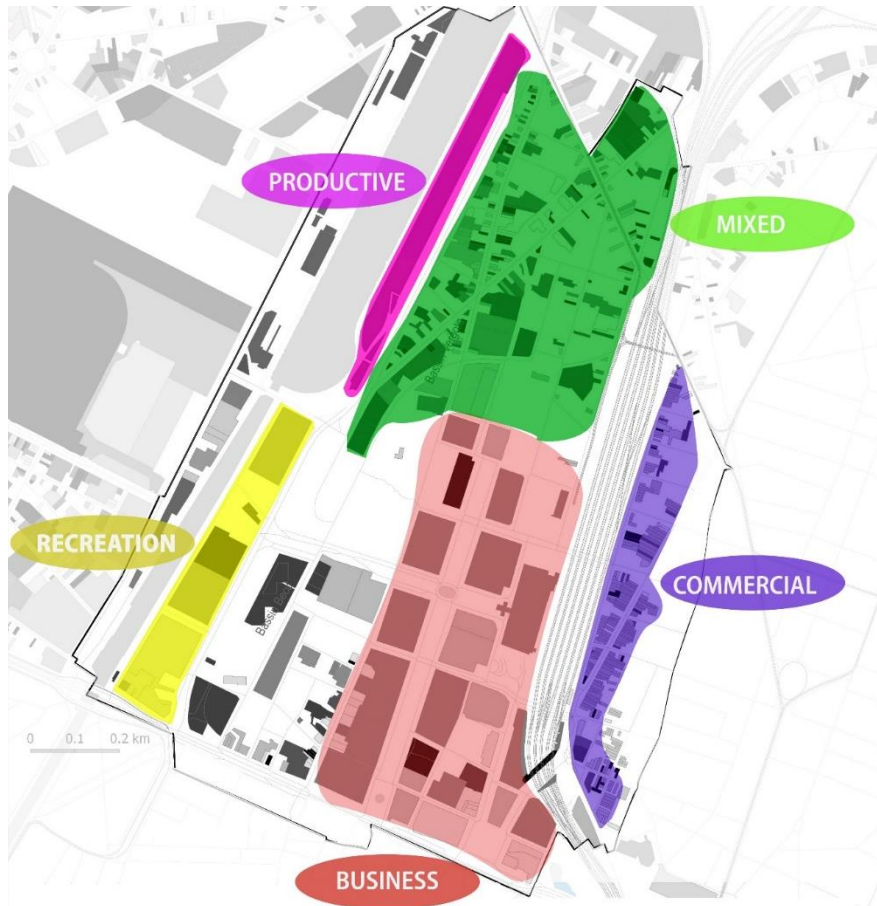 PRODUCTIVE
MIXED
RECREATION
COMMERCIAL
0 0.1 0.2 km
BUSINESS